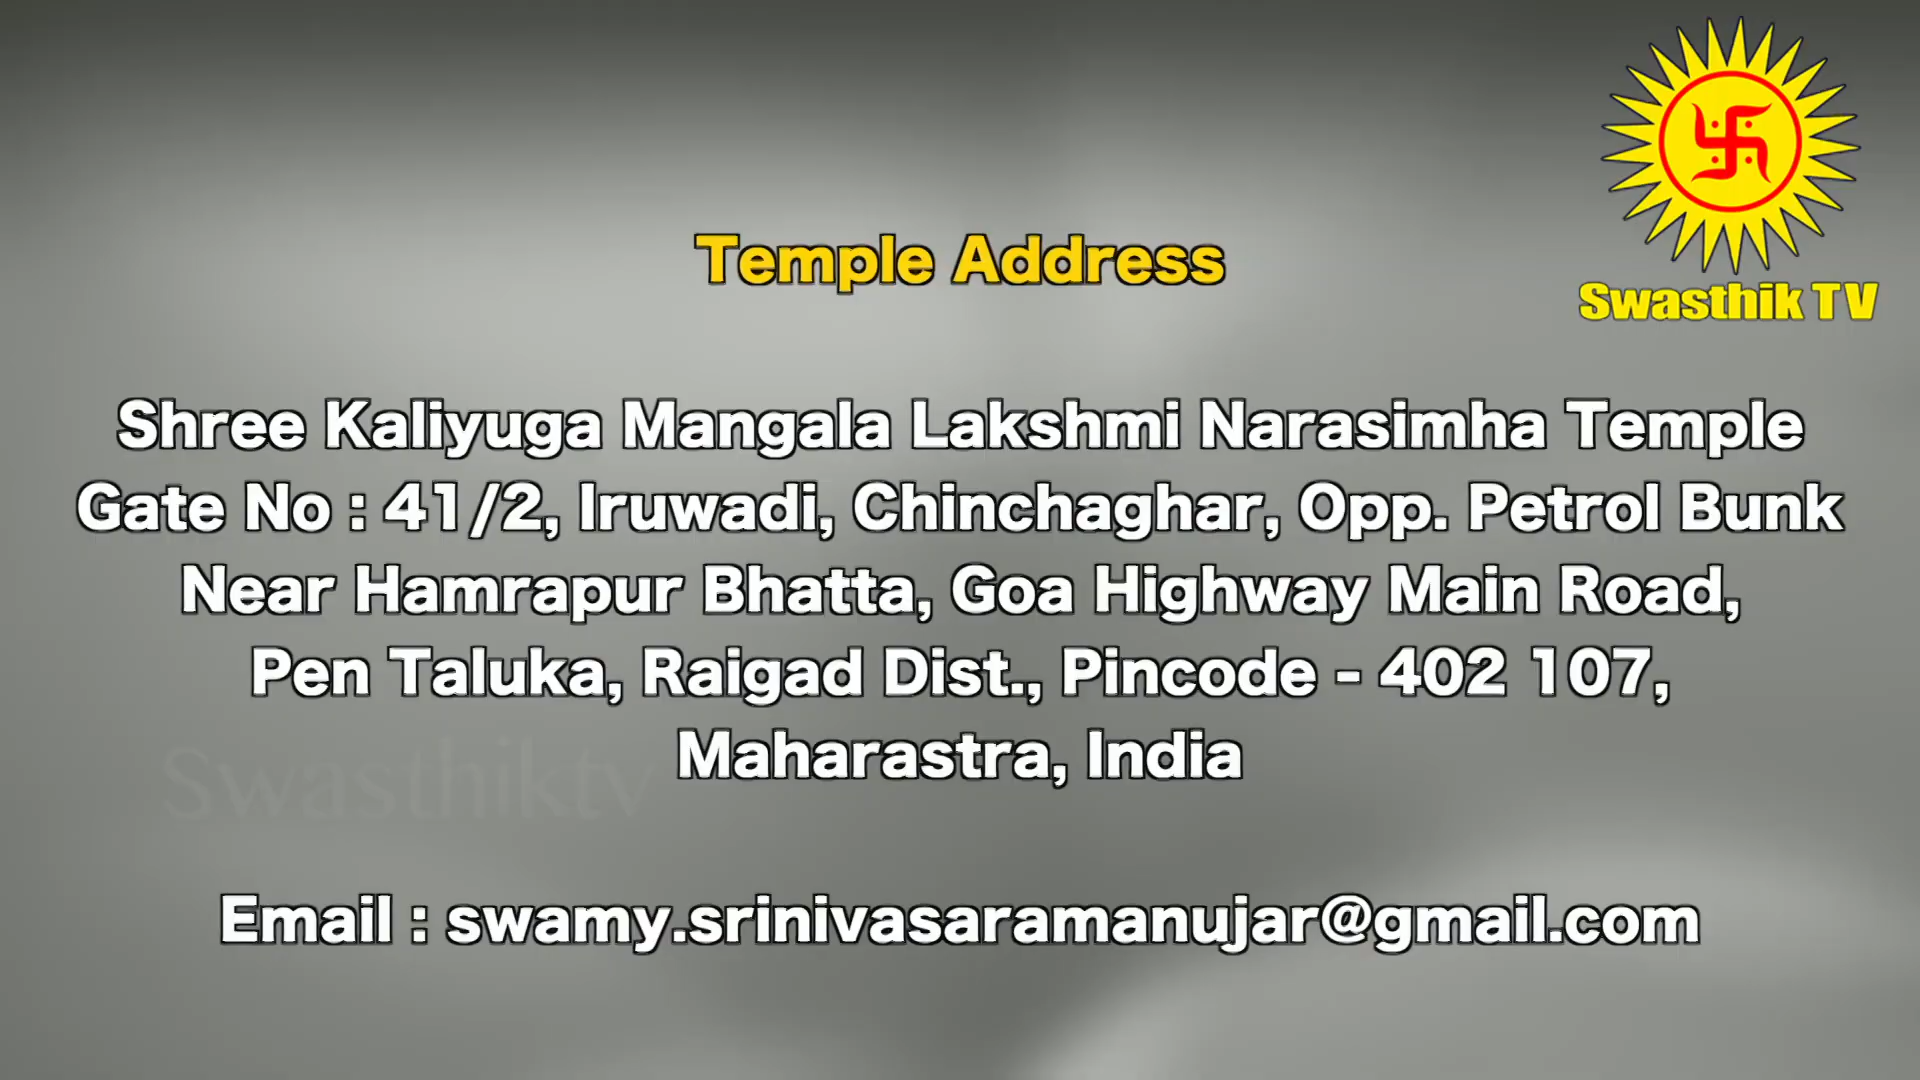 Swasthik TV
Temple Address
Shree Kaliyuga Mangala Lakshmi Narasimha Temple
Gate No : 41/2, Iruwadi, Chinchaghar, Opp. Petrol Bunk
Near Hamrapur Bhatta, Goa Highway Main Road,
Pen Taluka, Raigad Dist., Pincode - 402 107,
Maharastra, India
Swasthiktv
Email : swamy.srinivasaramanujar@gmail.com